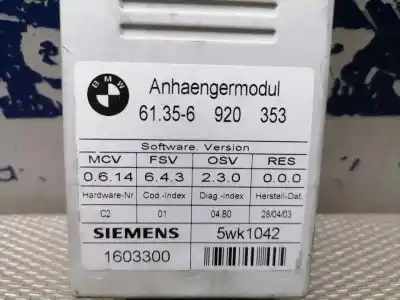 BMW
Anhaengermodul
61.35-6 920 353
Software. Version
MCV FSV OSV RES
0.6.14 6.4.3 2.3.0 0.0.0
Hardware-Nr Cod.-Index Diag.-Index Herstell-Dat.
C2 01 04.80 28/04/03
SIEMENS 5wk1042
1603300